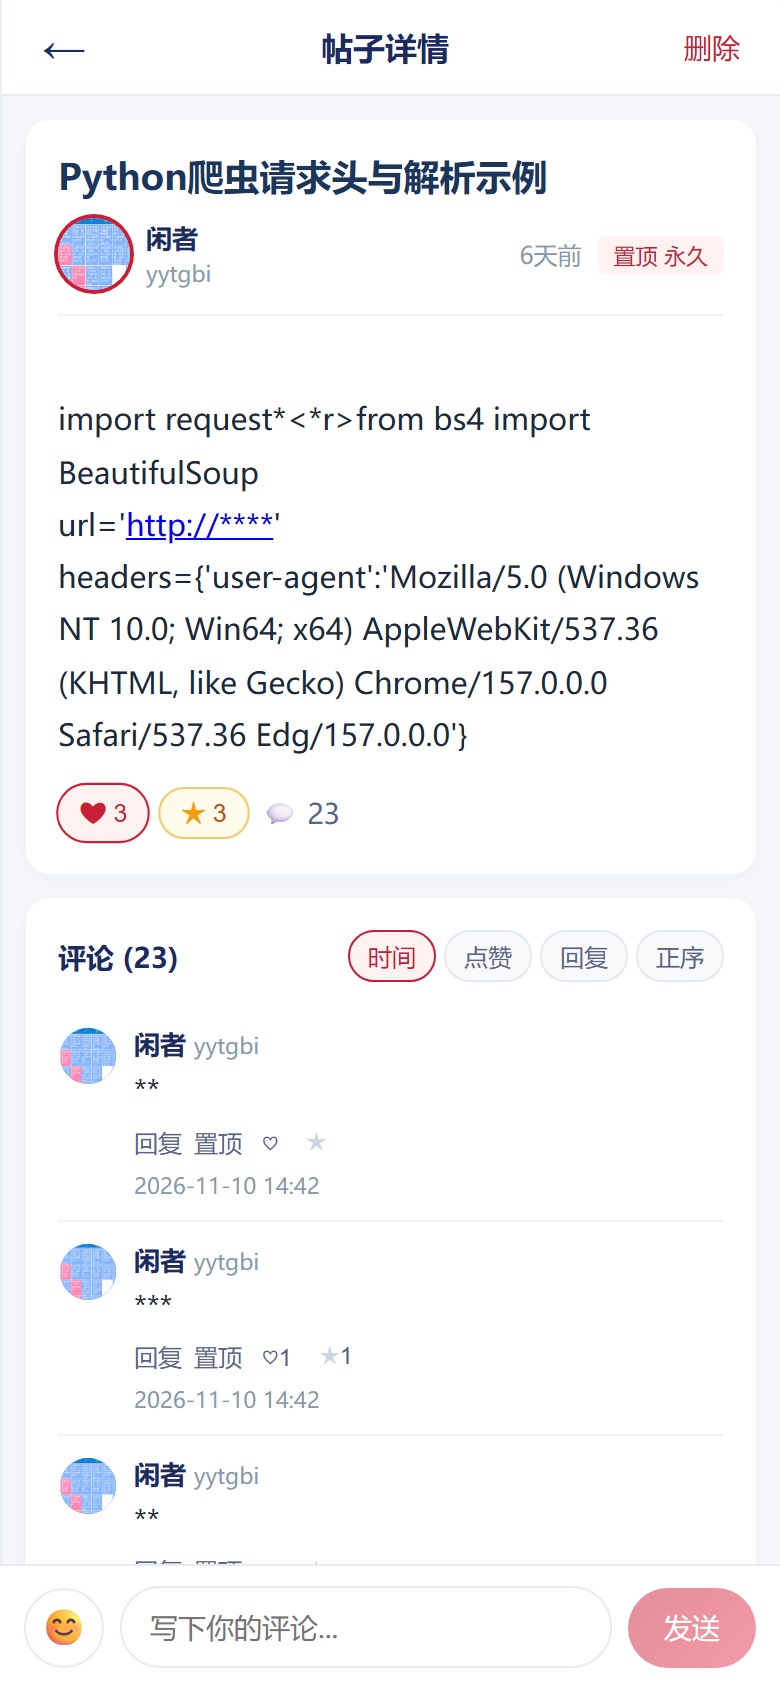 ←
帖子详情
删除
Python爬虫请求头与解析示例
闲者
yytgbi
6天前
置顶 永久
import request*<*r>from bs4 import
BeautifulSoup
url='http://****'
headers={'user-agent':'Mozilla/5.0 (Windows
NT 10.0; Win64; x64) AppleWebKit/537.36
(KHTML, like Gecko) Chrome/157.0.0.0
Safari/537.36 Edg/157.0.0.0'}
3 3 23
评论 (23)
时间 点赞 回复 正序
闲者 yytgbi
**
回复 置顶 ♡ ★
2026-11-10 14:42
闲者 yytgbi
***
回复 置顶 ♡1 ★1
2026-11-10 14:42
闲者 yytgbi
**
写下你的评论...
发送